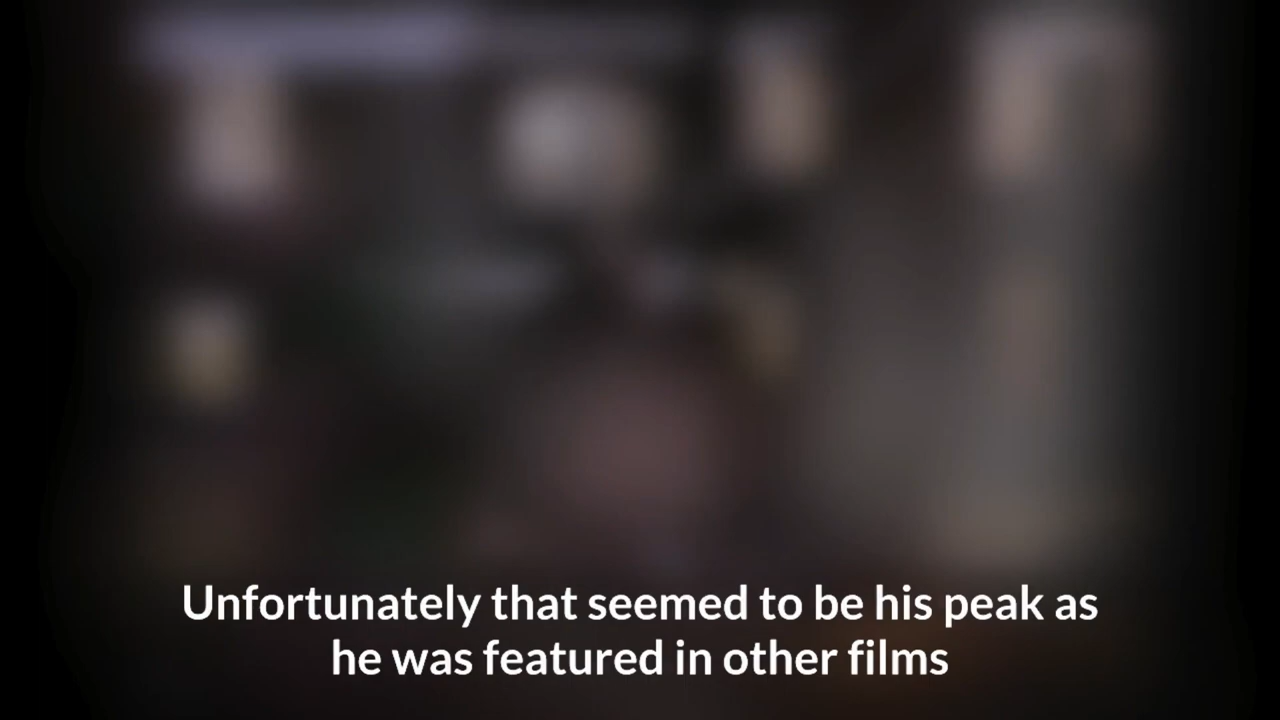 Unfortunately that seemed to be his peak as
he was featured in other films